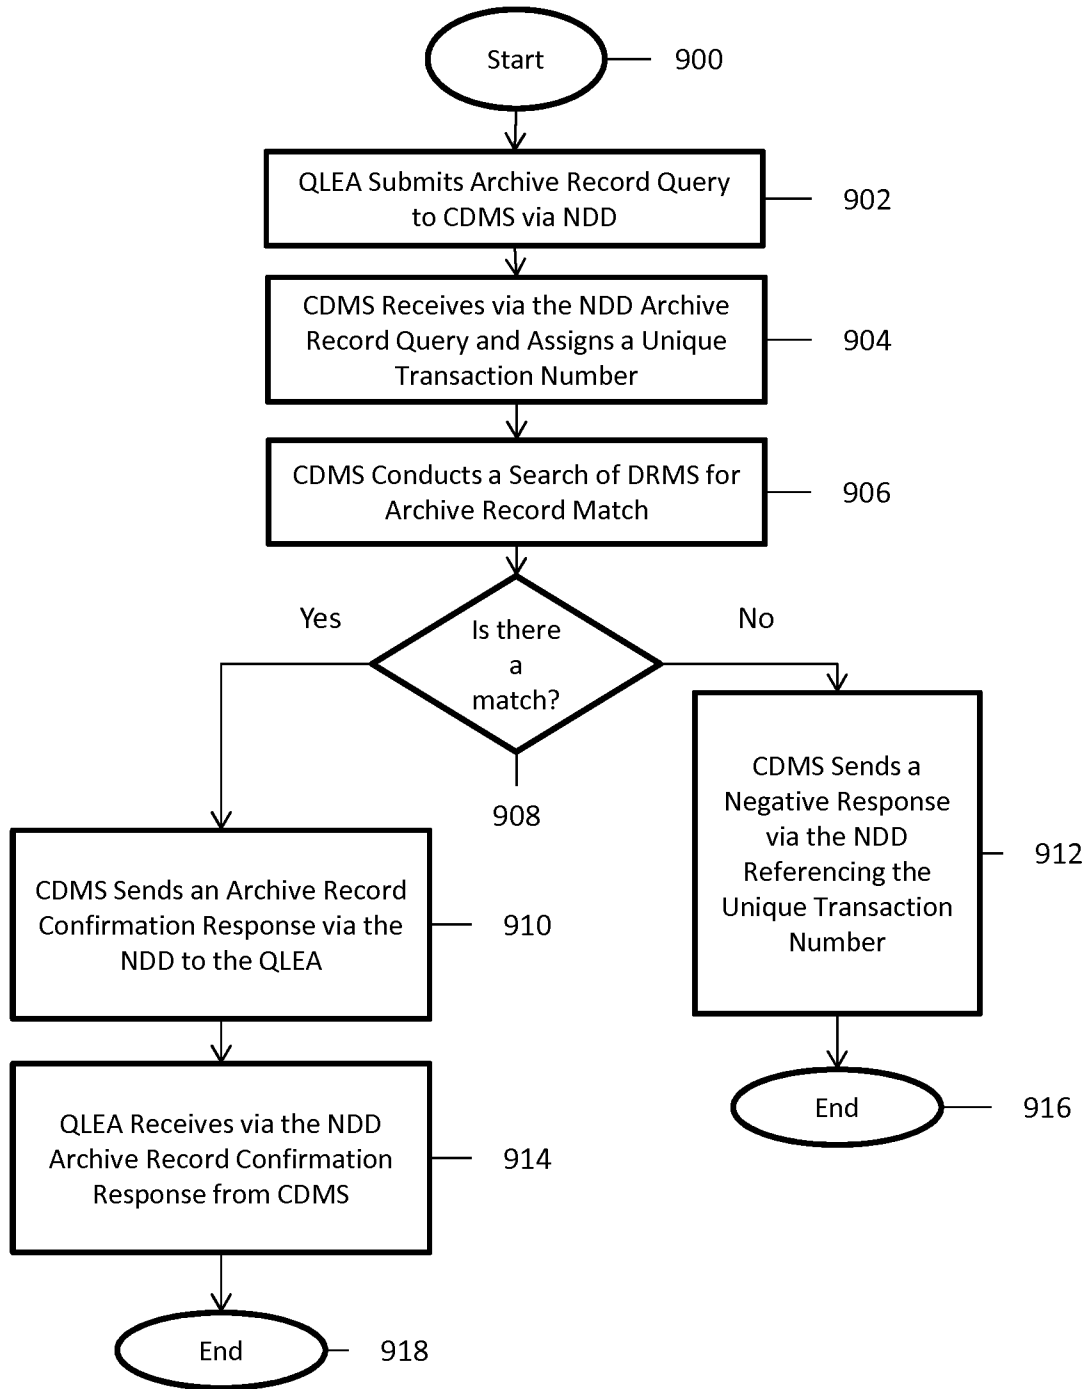 Start
900
QLEA Submits Archive Record Query
to CDMS via NDD
902
CDMS Receives via the NDD Archive
Record Query and Assigns a Unique
Transaction Number
904
CDMS Conducts a Search of DRMS for
Archive Record Match
906
Yes
Is there
a
match?
No
908
CDMS Sends an Archive Record
Confirmation Response via the
NDD to the QLEA
910
CDMS Sends a
Negative Response
via the NDD
Referencing the
Unique Transaction
Number
912
QLEA Receives via the NDD
Archive Record Confirmation
Response from CDMS
914
End
916
End
918